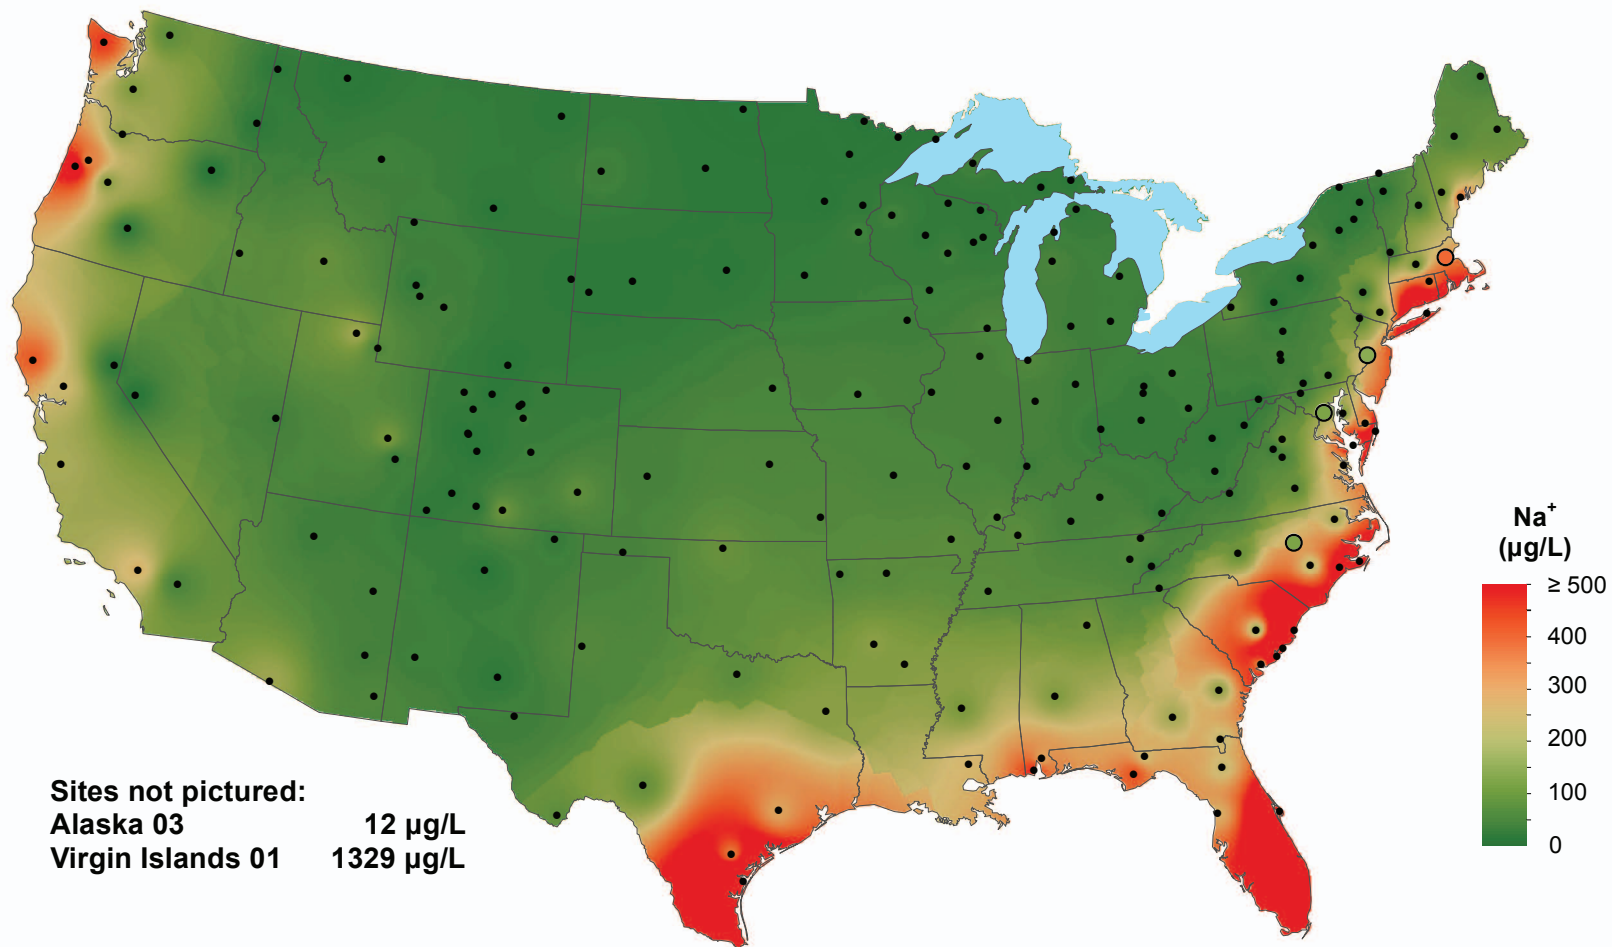 Na+
(µg/L)
≥ 500
400
300
200
100
0
Sites not pictured:
Alaska 03 12 µg/L
Virgin Islands 01 1329 µg/L